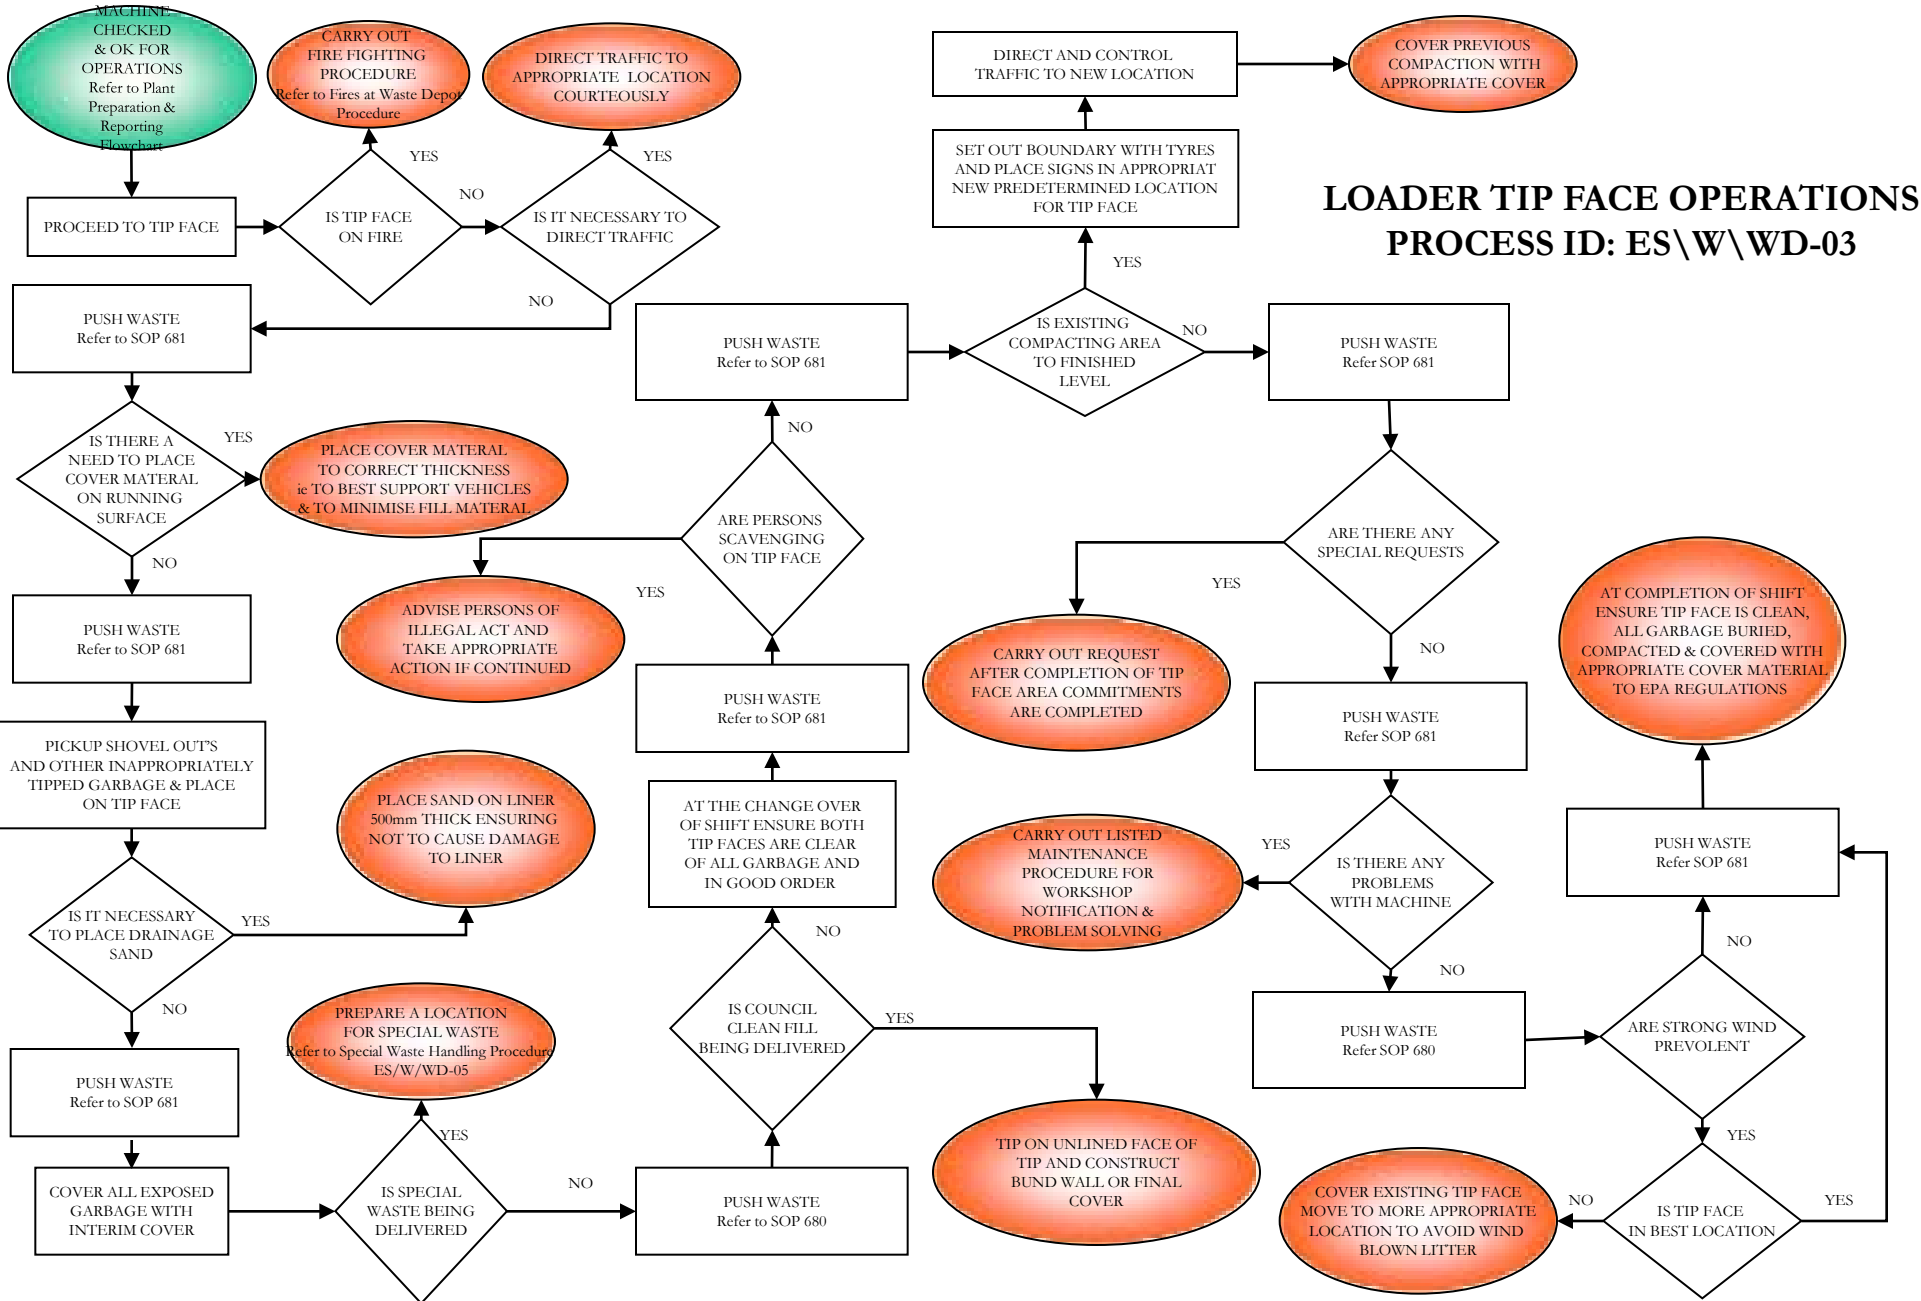 MACHINE
CHECKED
& OK FOR
OPERATIONS
Refer to Plant
Preparation &
Reporting
Flowchart
PROCEED TO TIP FACE
IS TIP FACE
ON FIRE
YES
CARRY OUT
FIRE FIGHTING
PROCEDURE
Refer to Fires at Waste Depot
Procedure
NO
IS IT NECESSARY TO
DIRECT TRAFFIC
YES
DIRECT TRAFFIC TO
APPROPRIATE LOCATION
COURTEOUSLY
NO
PUSH WASTE
Refer to SOP 681
IS THERE A
NEED TO PLACE
COVER MATERAL
ON RUNNING
SURFACE
YES
PLACE COVER MATERAL
TO CORRECT THICKNESS
ie TO BEST SUPPORT VEHICLES
& TO MINIMISE FILL MATERAL
NO
PUSH WASTE
Refer to SOP 681
PICKUP SHOVEL OUT'S
AND OTHER INAPPROPRIATELY
TIPPED GARBAGE & PLACE
ON TIP FACE
IS IT NECESSARY
TO PLACE DRAINAGE
SAND
YES
PLACE SAND ON LINER
500mm THICK ENSURING
NOT TO CAUSE DAMAGE
TO LINER
NO
PUSH WASTE
Refer to SOP 681
COVER ALL EXPOSED
GARBAGE WITH
INTERIM COVER
IS SPECIAL
WASTE BEING
DELIVERED
YES
PREPARE A LOCATION
FOR SPECIAL WASTE
Refer to Special Waste Handling Procedure
ES/W/WD-05
NO
PUSH WASTE
Refer to SOP 680
IS COUNCIL
CLEAN FILL
BEING DELIVERED
YES
TIP ON UNLINED FACE OF
TIP AND CONSTRUCT
BUND WALL OR FINAL
COVER
NO
AT THE CHANGE OVER
OF SHIFT ENSURE BOTH
TIP FACES ARE CLEAR
OF ALL GARBAGE AND
IN GOOD ORDER
PUSH WASTE
Refer to SOP 681
ARE PERSONS
SCAVENGING
ON TIP FACE
YES
ADVISE PERSONS OF
ILLEGAL ACT AND
TAKE APPROPRIATE
ACTION IF CONTINUED
NO
PUSH WASTE
Refer to SOP 681
IS EXISTING
COMPACTING AREA
TO FINISHED
LEVEL
YES
SET OUT BOUNDARY WITH TYRES
AND PLACE SIGNS IN APPROPRIAT
NEW PREDETERMINED LOCATION
FOR TIP FACE
DIRECT AND CONTROL
TRAFFIC TO NEW LOCATION
COVER PREVIOUS
COMPACTION WITH
APPROPRIATE COVER
LOADER TIP FACE OPERATIONS
PROCESS ID: ES\W\WD-03
NO
PUSH WASTE
Refer SOP 681
ARE THERE ANY
SPECIAL REQUESTS
YES
CARRY OUT REQUEST
AFTER COMPLETION OF TIP
FACE AREA COMMITMENTS
ARE COMPLETED
NO
PUSH WASTE
Refer SOP 681
IS THERE ANY
PROBLEMS
WITH MACHINE
YES
CARRY OUT LISTED
MAINTENANCE
PROCEDURE FOR
WORKSHOP
NOTIFICATION &
PROBLEM SOLVING
NO
PUSH WASTE
Refer SOP 680
ARE STRONG WIND
PREVOLENT
NO
PUSH WASTE
Refer SOP 681
AT COMPLETION OF SHIFT
ENSURE TIP FACE IS CLEAN,
ALL GARBAGE BURIED,
COMPACTED & COVERED WITH
APPROPRIATE COVER MATERIAL
TO EPA REGULATIONS
YES
IS TIP FACE
IN BEST LOCATION
YES
NO
COVER EXISTING TIP FACE
MOVE TO MORE APPROPRIATE
LOCATION TO AVOID WIND
BLOWN LITTER